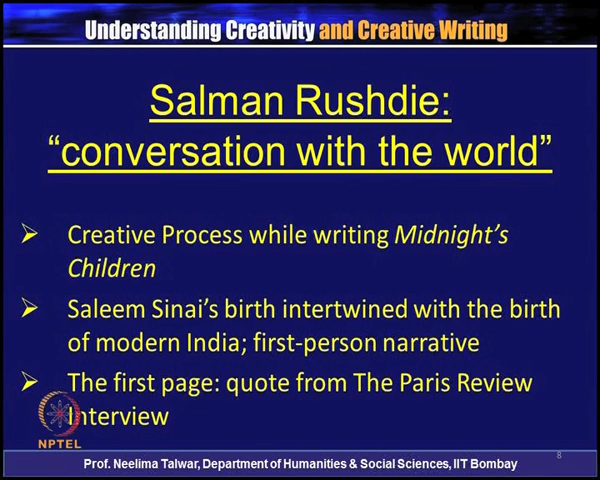 Understanding Creativity and Creative Writing
Salman Rushdie:
“conversation with the world”
➢ Creative Process while writing Midnight’s
Children
➢ Saleem Sinai’s birth intertwined with the birth
of modern India; first-person narrative
➢ The first page: quote from The Paris Review
Interview
NPTEL
8
Prof. Neelima Talwar, Department of Humanities & Social Sciences, IIT Bombay